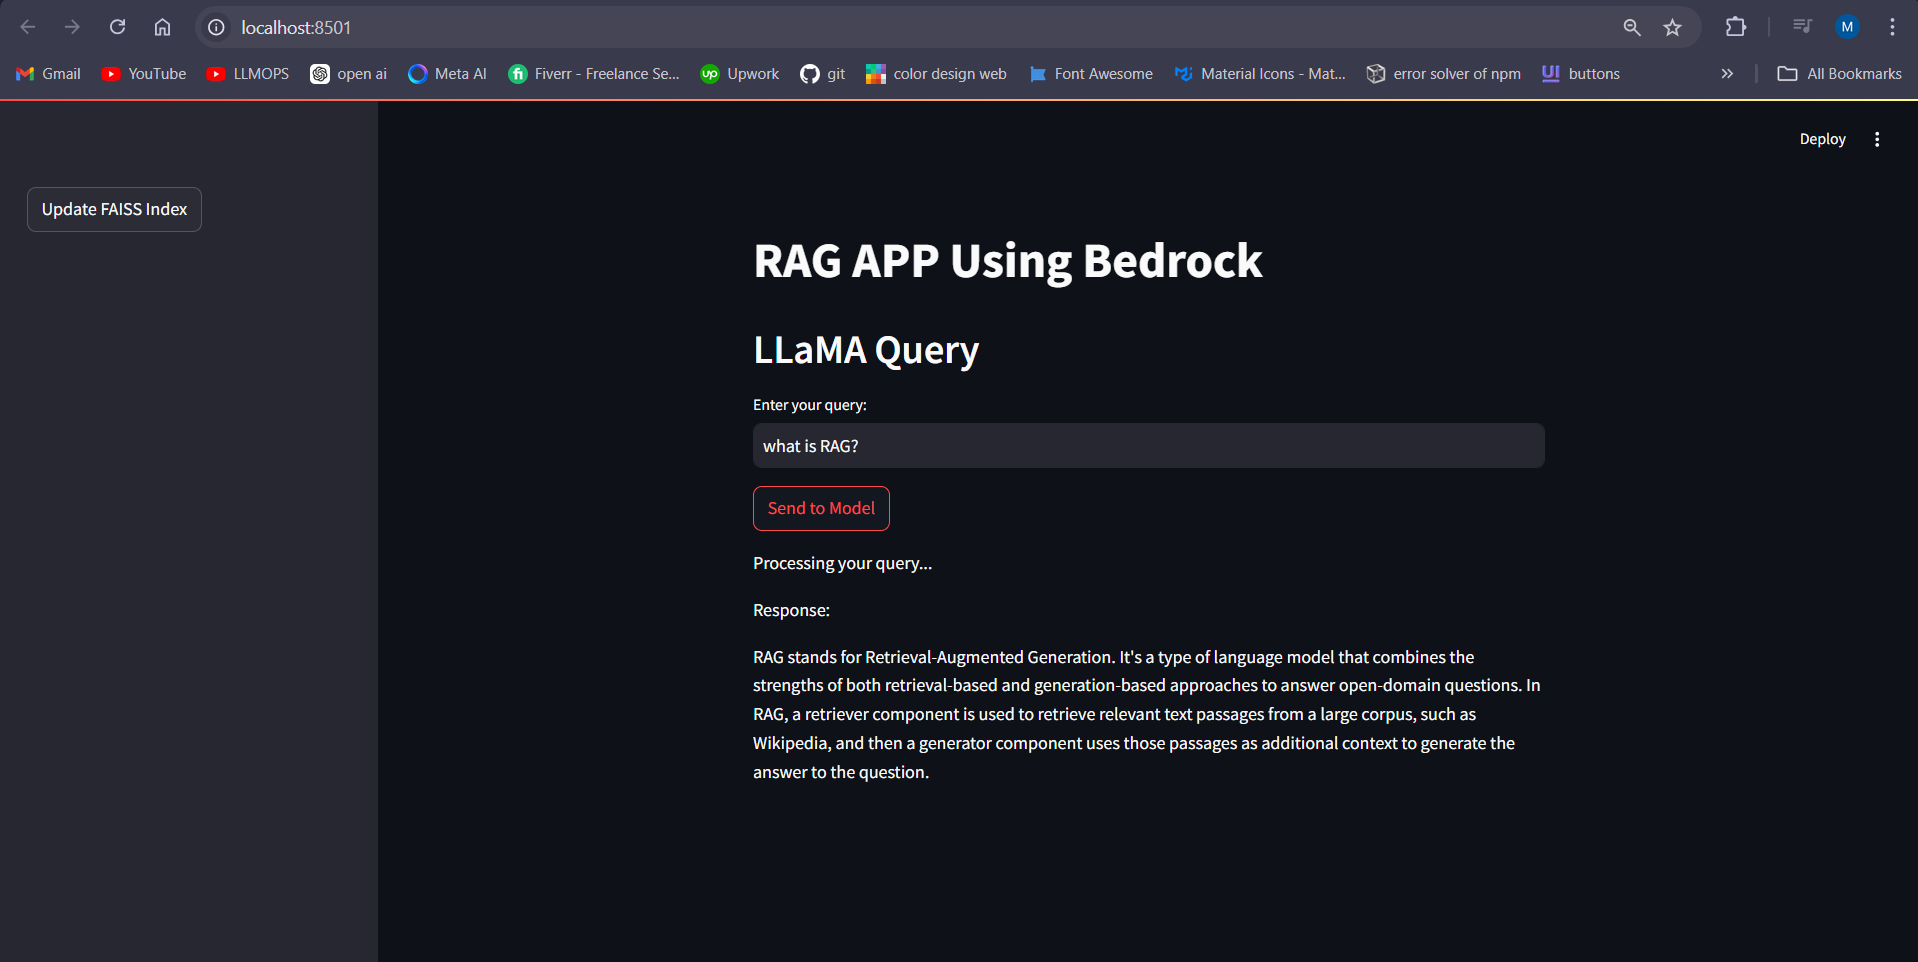 localhost:8501
M
Gmail YouTube LLMOPS open ai Meta AI Fiverr - Freelance Se... Upwork git color design web Font Awesome Material Icons - Mat... error solver of npm buttons » All Bookmarks
Deploy
Update FAISS Index
RAG APP Using Bedrock
LLaMA Query
Enter your query:
what is RAG?
Send to Model
Processing your query...
Response:
RAG stands for Retrieval-Augmented Generation. It's a type of language model that combines the
strengths of both retrieval-based and generation-based approaches to answer open-domain questions. In
RAG, a retriever component is used to retrieve relevant text passages from a large corpus, such as
Wikipedia, and then a generator component uses those passages as additional context to generate the
answer to the question.